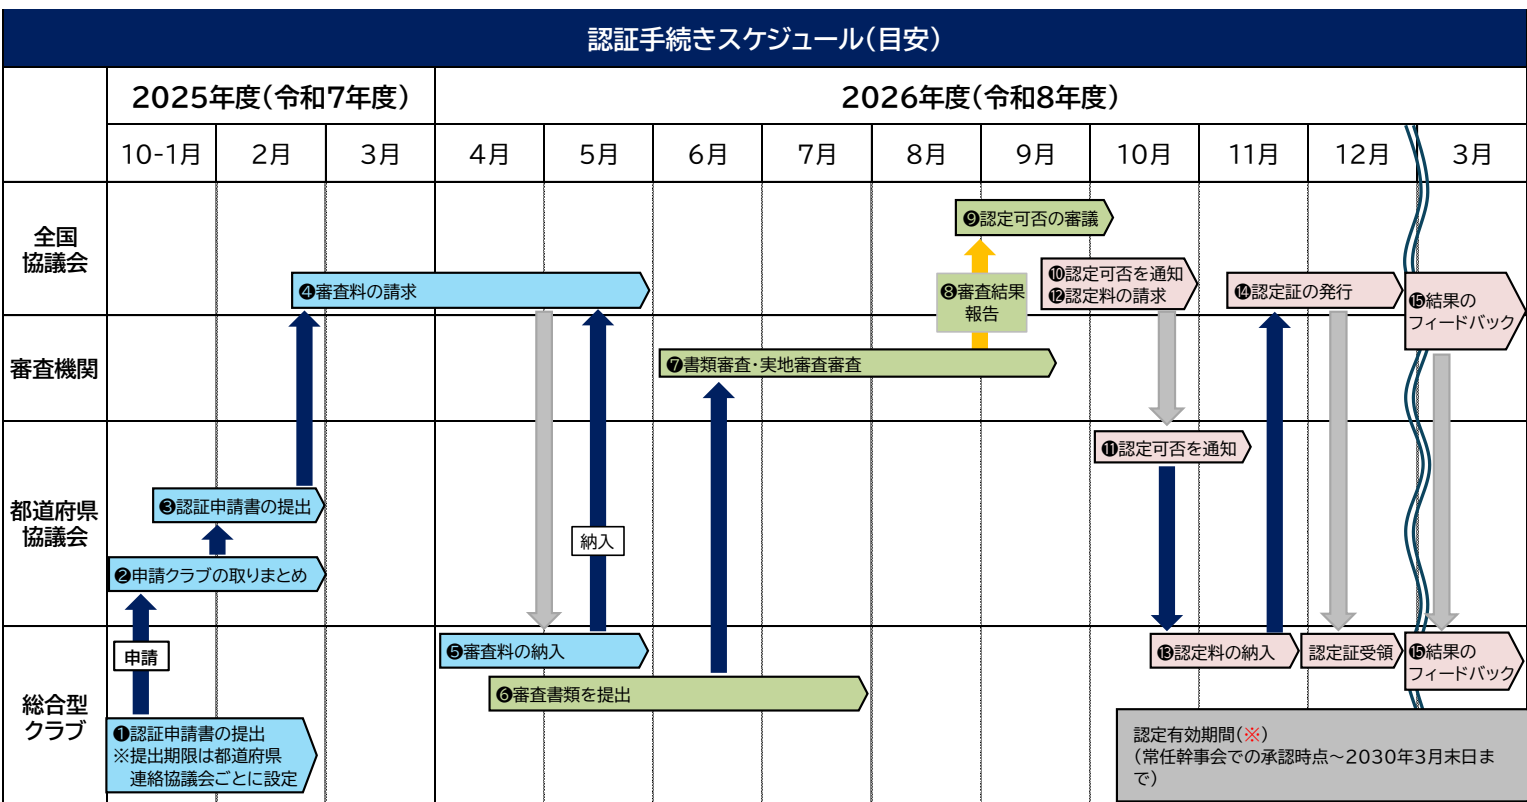 認証手続きスケジュール(目安)
2025年度(令和7年度)
2026年度(令和8年度)
10-1月
2月
3月
4月
5月
6月
7月
8月
9月
10月
11月
12月
3月
全国
協議会
❾認定可否の審議
❹審査料の請求
❽審査結果
報告
❿認定可否を通知
⓬認定料の請求
⓮認定証の発行
⓯結果の
フィードバック
審査機関
❼書類審査・実地審査審査
都道府県
協議会
⓫認定可否を通知
❸認証申請書の提出
納入
❷申請クラブの取りまとめ
総合型
クラブ
申請
❺審査料の納入
⓭認定料の納入
認定証受領
⓯結果の
フィードバック
❻審査書類を提出
❶認証申請書の提出
※提出期限は都道府県
連絡協議会ごとに設定
認定有効期間(※)
(常任幹事会での承認時点～2030年3月末日ま
で)